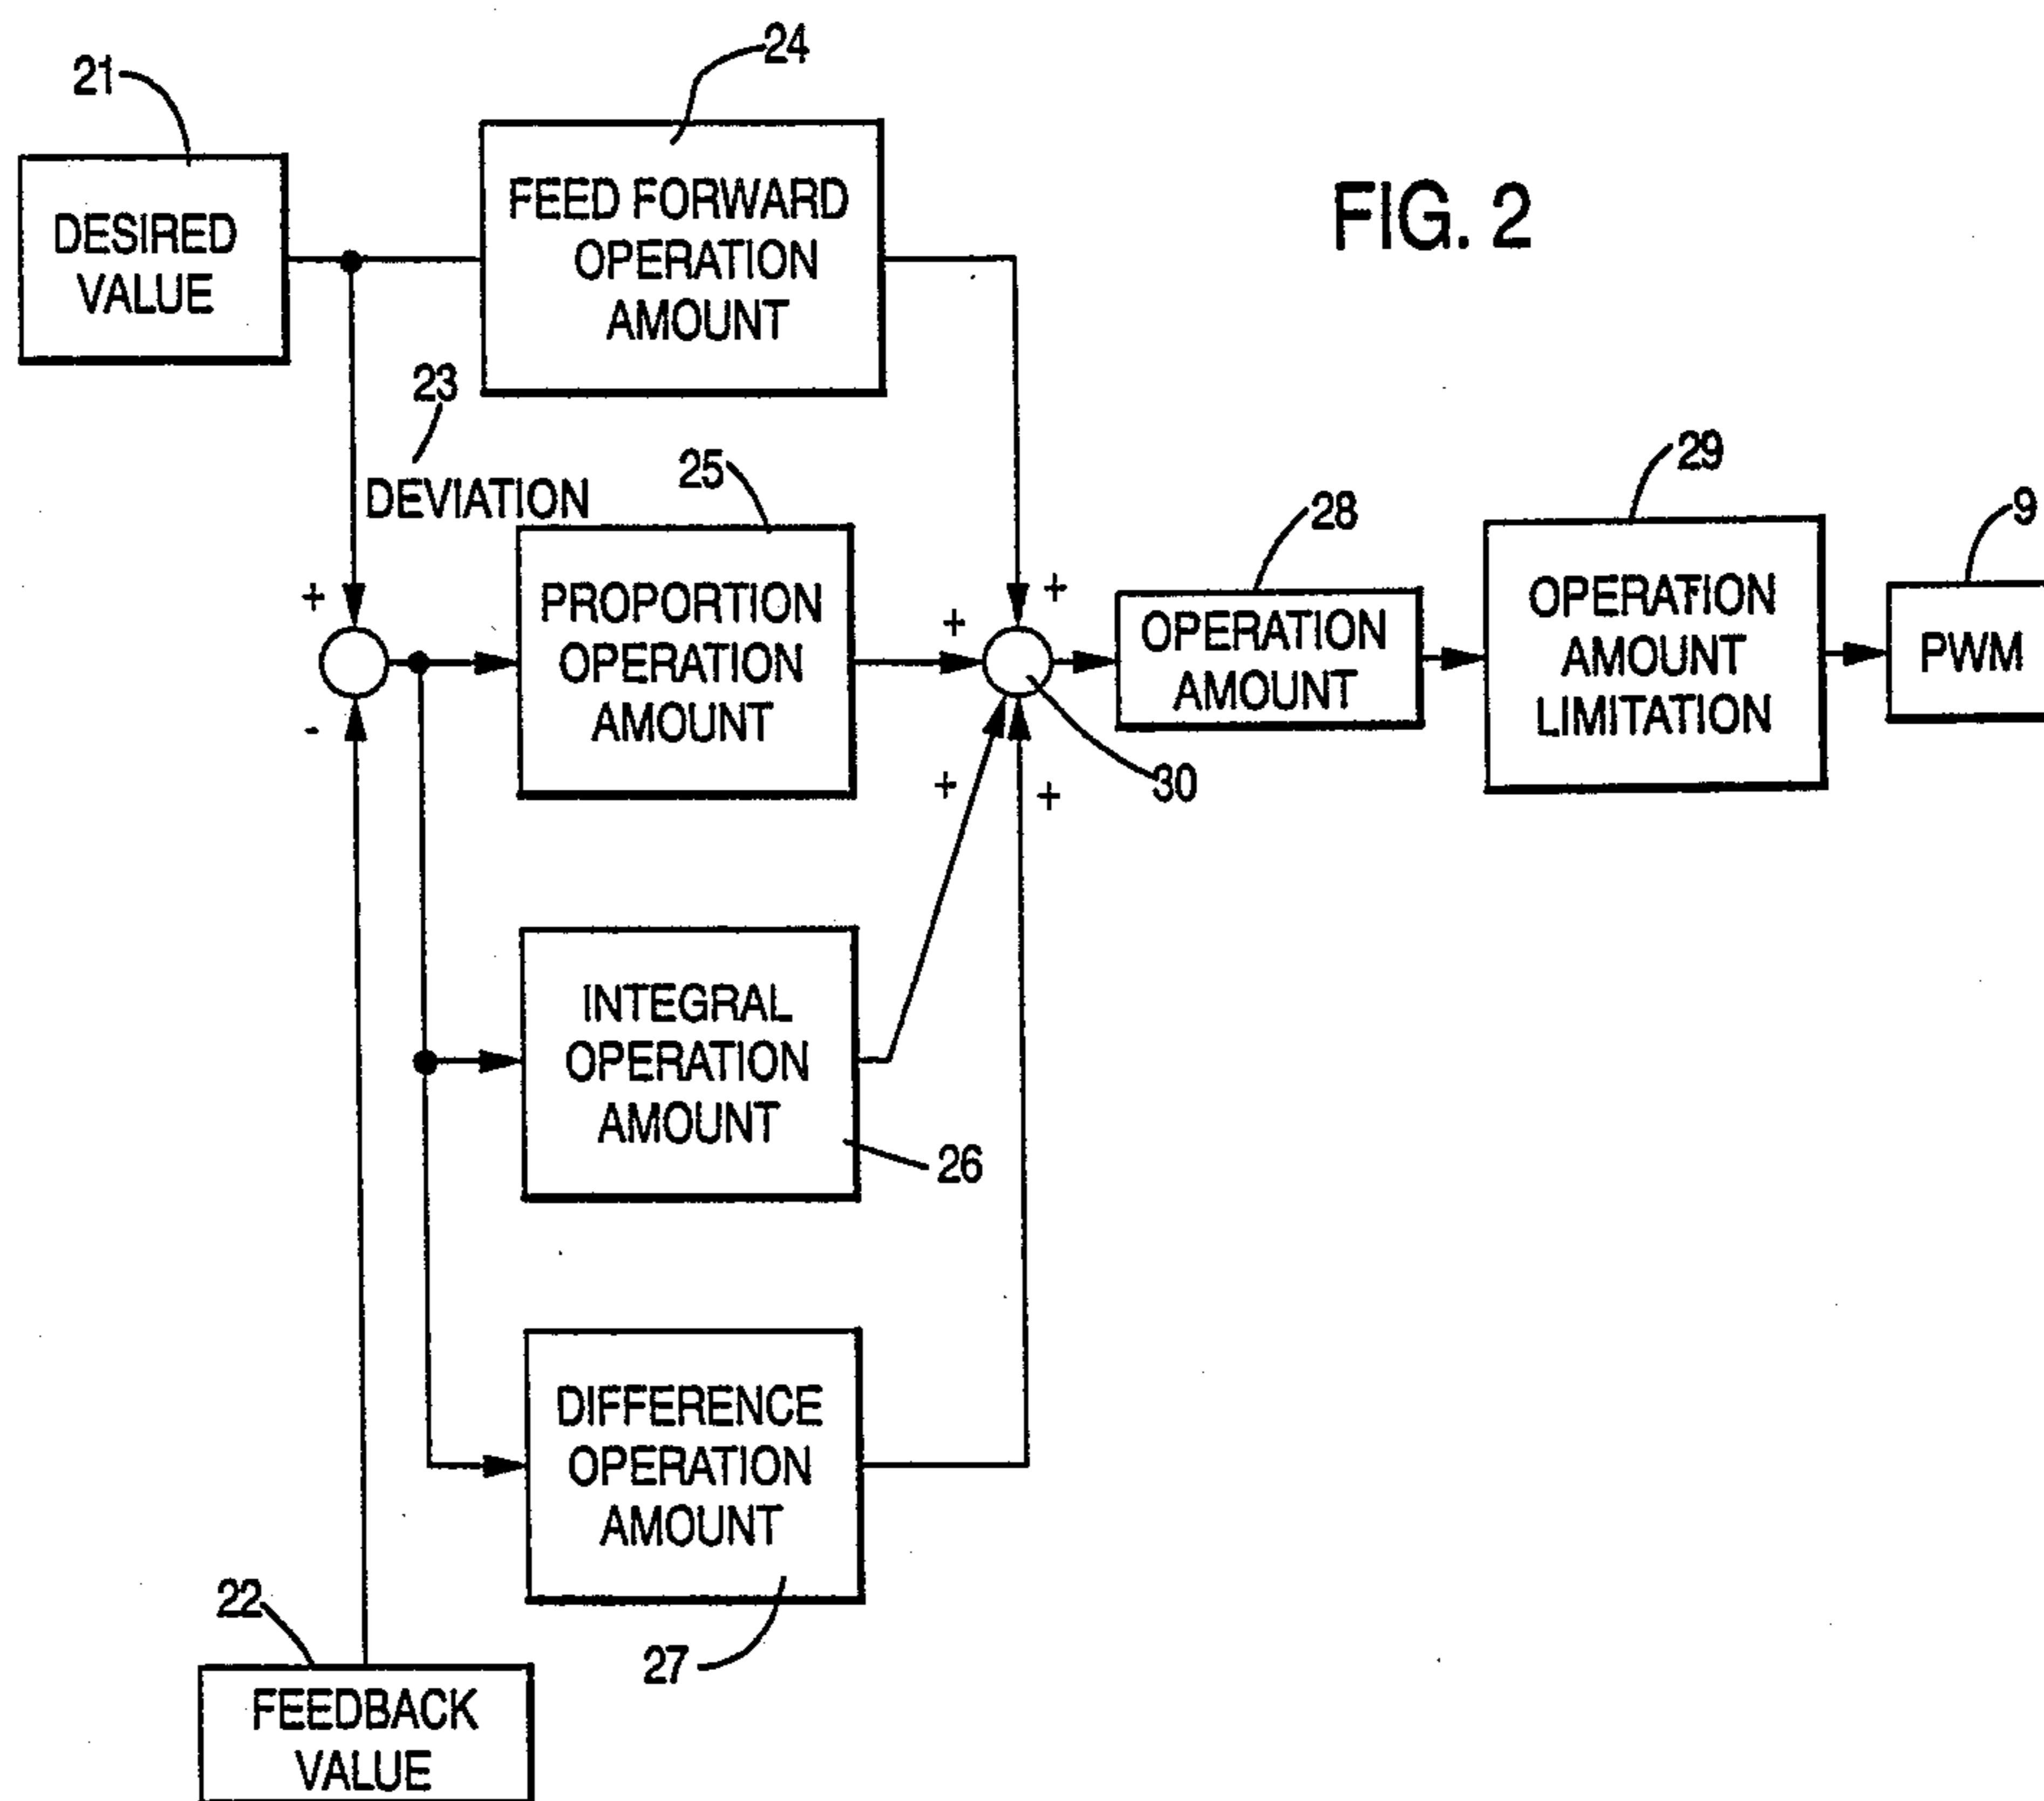 24
21
FEED FORWARD
OPERATION
AMOUNT
FIG. 2
DESIRED
VALUE
23
DEVIATION
25
29
28
9
PROPORTION
OPERATION
AMOUNT
+
+
+
-
OPERATION
AMOUNT
OPERATION
AMOUNT
LIMITATION
PWM
30
+
+
INTEGRAL
OPERATION
AMOUNT
26
DIFFERENCE
OPERATION
AMOUNT
27
22
FEEDBACK
VALUE